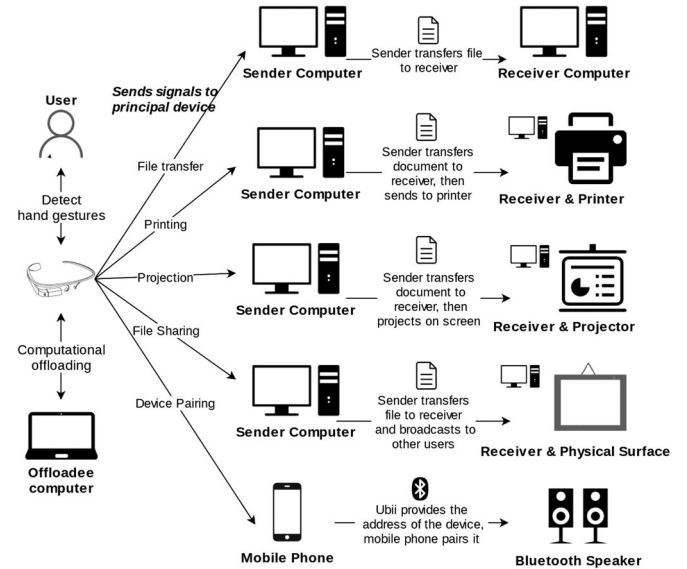 Sender Computer
Sender transfers file
to receiver
Receiver Computer
Sends signals to
principal device
User
Detect
hand gestures
Computational
offloading
Offloadee
computer
File transfer
Printing
Projection
File Sharing
Device Pairing
Sender Computer
Sender transfers
document to
receiver, then
sends to printer
Receiver & Printer
Sender Computer
Sender transfers
document to
receiver, then
projects on screen
Receiver & Projector
Sender Computer
Sender transfers
file to receiver
and broadcasts to
other users
Receiver & Physical Surface
Mobile Phone
Ubii provides the
address of the device,
mobile phone pairs it
Bluetooth Speaker